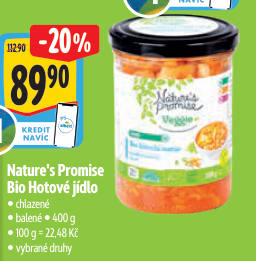 NAVÍC
112.90
-20%
89.90
KREDIT
NAVÍC
Nature's
promise
Veggie
Bio
Nature's Promise
Bio Hotové jídlo
• chlazené
• balené • 400 g
• 100 g = 22,48 Kč
• vybrané druhy